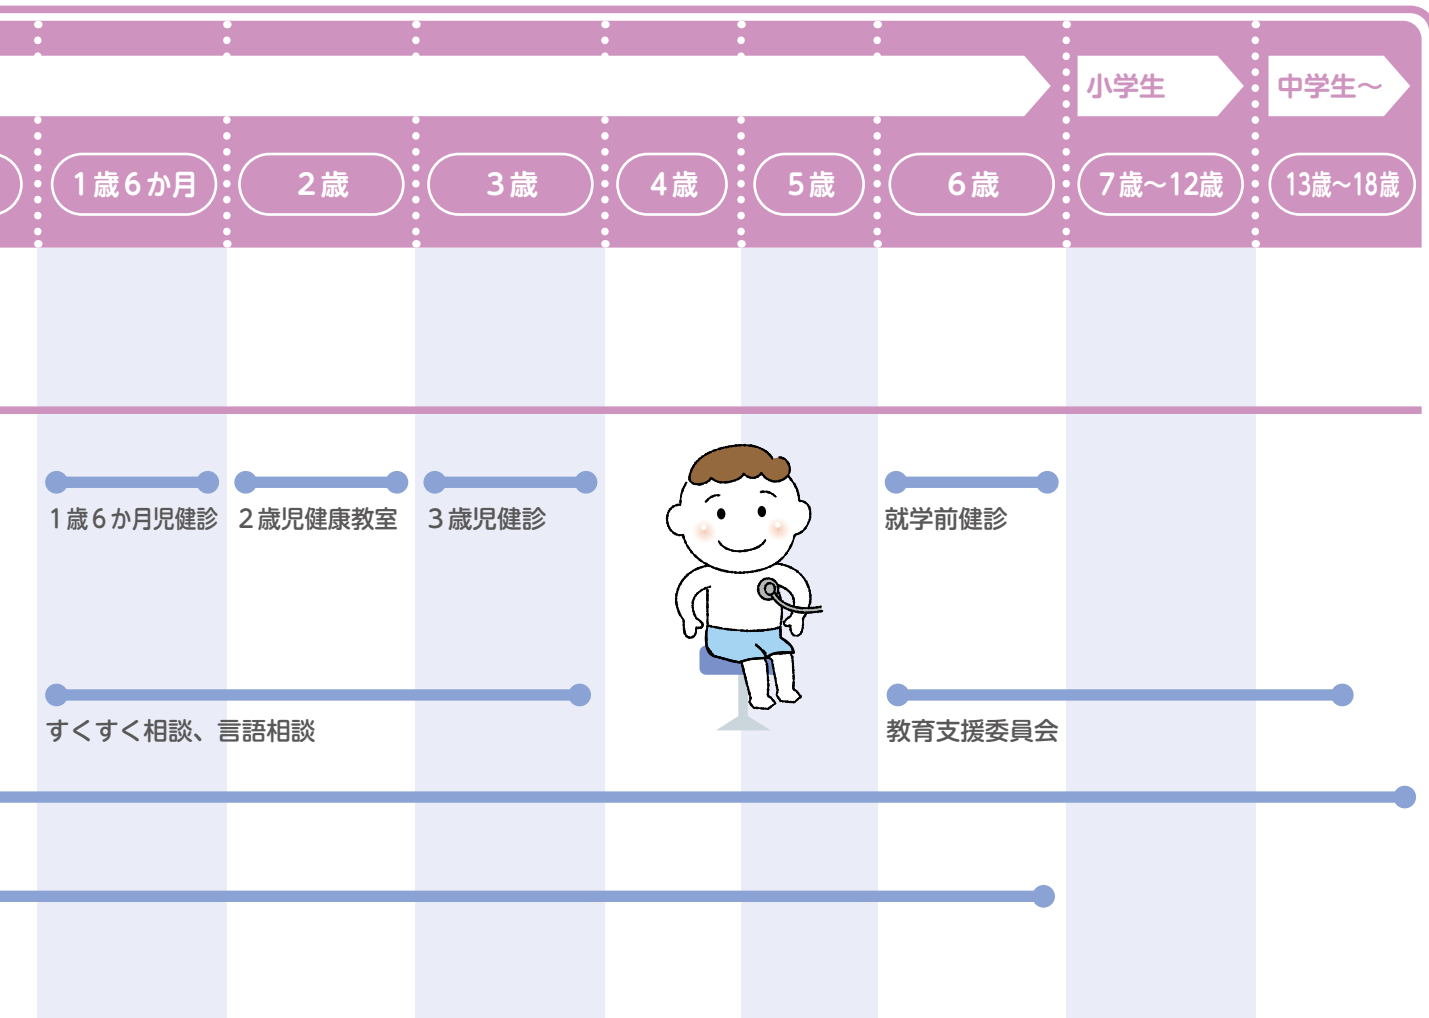 小学生
中学生～
1歳6か月
2歳
3歳
4歳
5歳
6歳
7歳～12歳
13歳～18歳
1歳6か月児健診
2歳児健康教室
3歳児健診
就学前健診
すくすく相談、言語相談
教育支援委員会